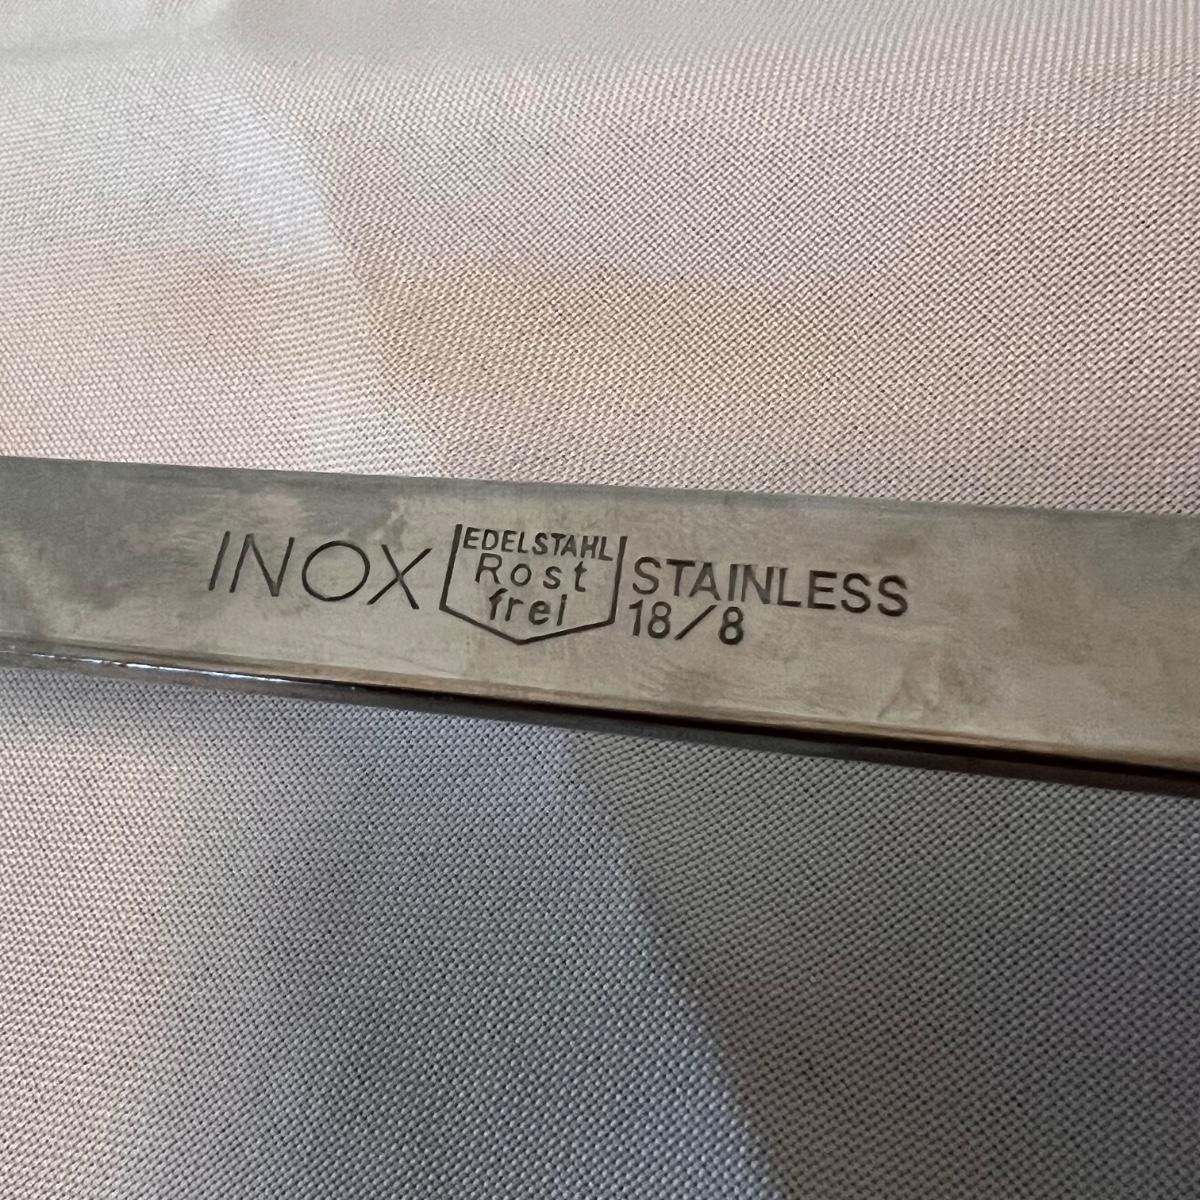 INOX
EDELSTAHL
Rost
frei
STAINLESS
18/8